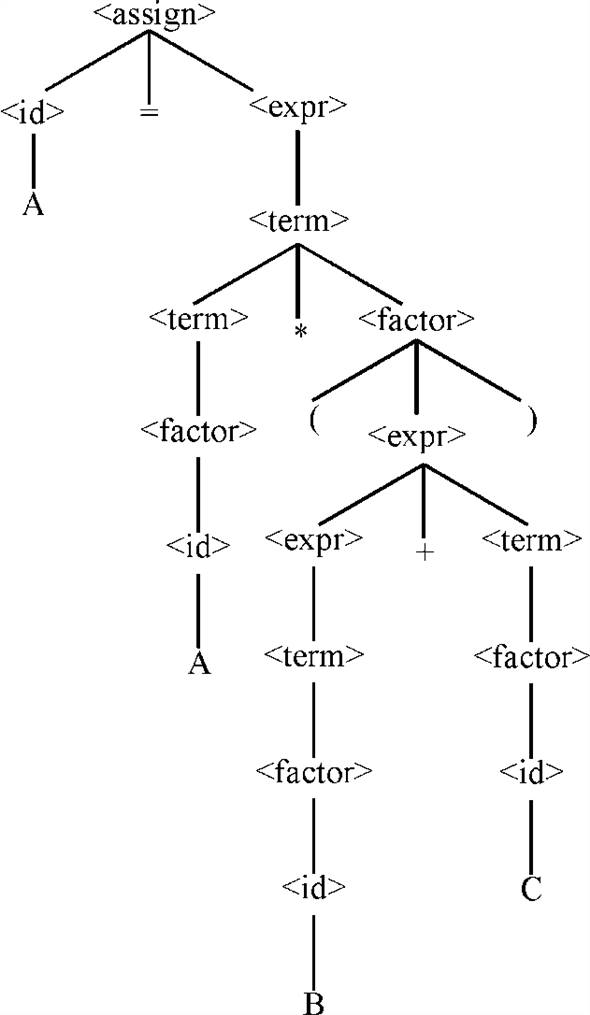 <assign>
<id> = <expr>
A
<term>
<term> * <factor>
<factor> ( <expr> )
<id> <expr> + <term>
A <term> <factor>
<factor> <id>
<id> C
B